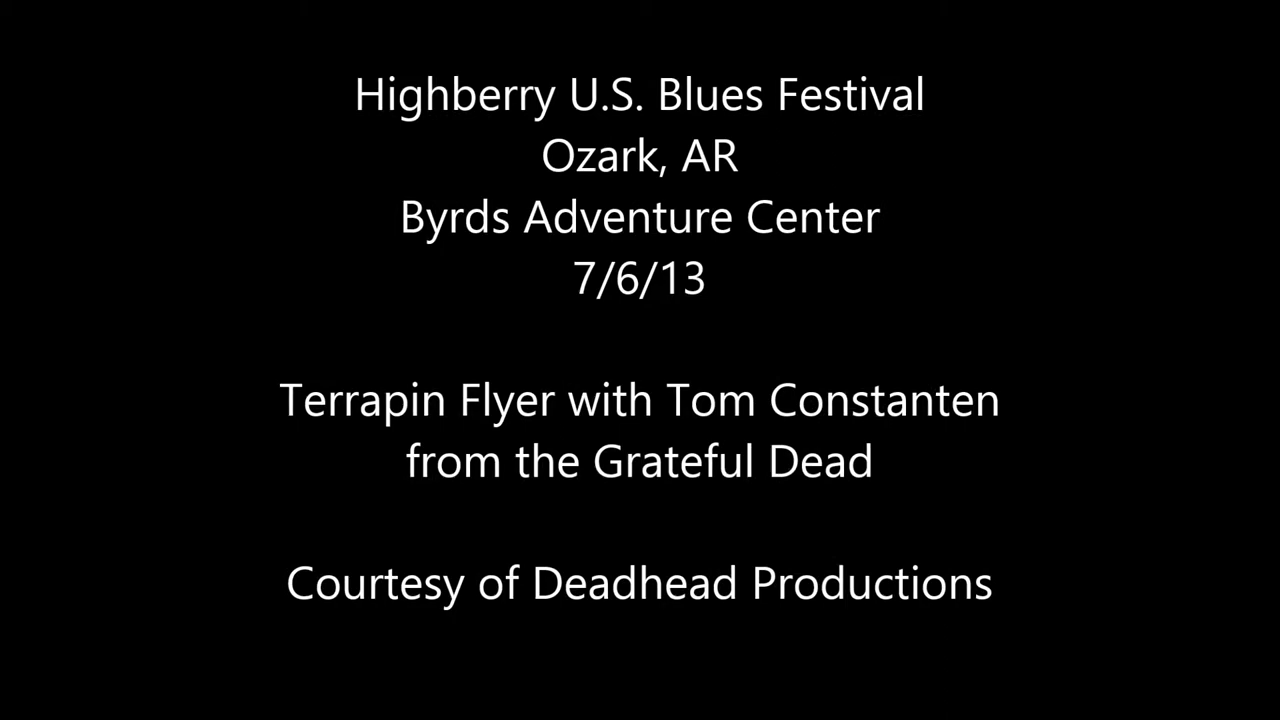 Highberry U.S. Blues Festival
Ozark, AR
Byrds Adventure Center
7/6/13
Terrapin Flyer with Tom Constanten
from the Grateful Dead
Courtesy of Deadhead Productions